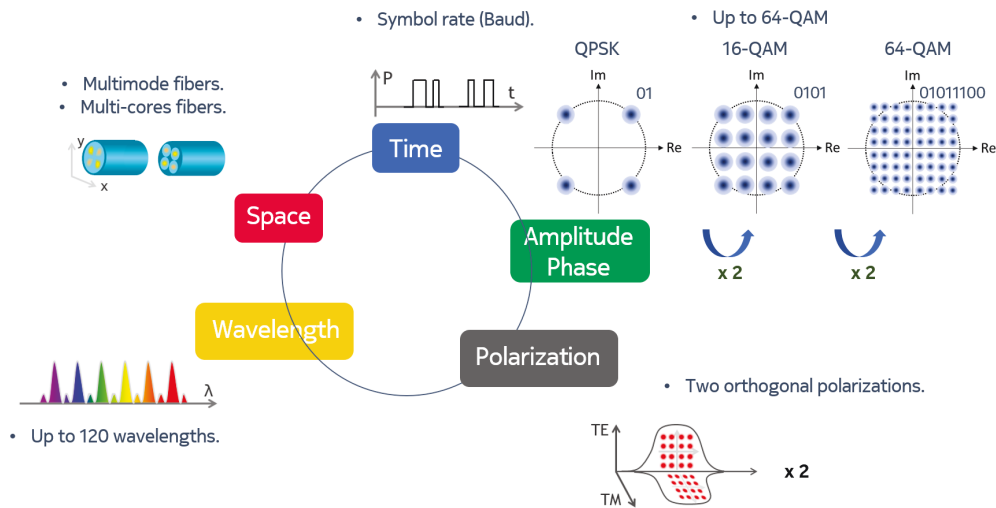 • Symbol rate (Baud).
P
t
• Up to 64-QAM
QPSK
16-QAM
64-QAM
Im
Im
Im
01
0101
01011100
Re
Re
Re
x 2
x 2
• Multimode fibers.
• Multi-cores fibers.
y
x
Time
Space
Amplitude
Phase
Wavelength
Polarization
λ
• Up to 120 wavelengths.
• Two orthogonal polarizations.
TE
TM
x 2